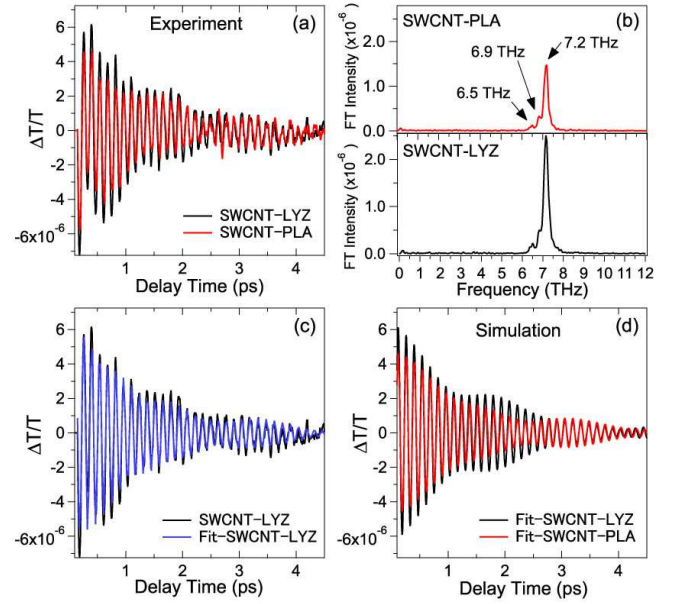 Experiment
(a)
6
4
2
0
-2
-4
-6x10⁻⁶
ΔT/T
SWCNT-LYZ
SWCNT-PLA
1
2
3
4
Delay Time (ps)
(b)
SWCNT-PLA
7.2 THz
6.9 THz
6.5 THz
2.0
1.0
0.0
FT Intensity (x10⁻⁶)
SWCNT-LYZ
2.0
1.0
0.0
FT Intensity (x10⁻⁶)
0 1 2 3 4 5 6 7 8 9 10 11 12
Frequency (THz)
(c)
6
4
2
0
-2
-4
-6x10⁻⁶
ΔT/T
SWCNT-LYZ
Fit-SWCNT-LYZ
1
2
3
4
Delay Time (ps)
Simulation
(d)
6
4
2
0
-2
-4
-6x10⁻⁶
ΔT/T
Fit-SWCNT-LYZ
Fit-SWCNT-PLA
1
2
3
4
Delay Time (ps)